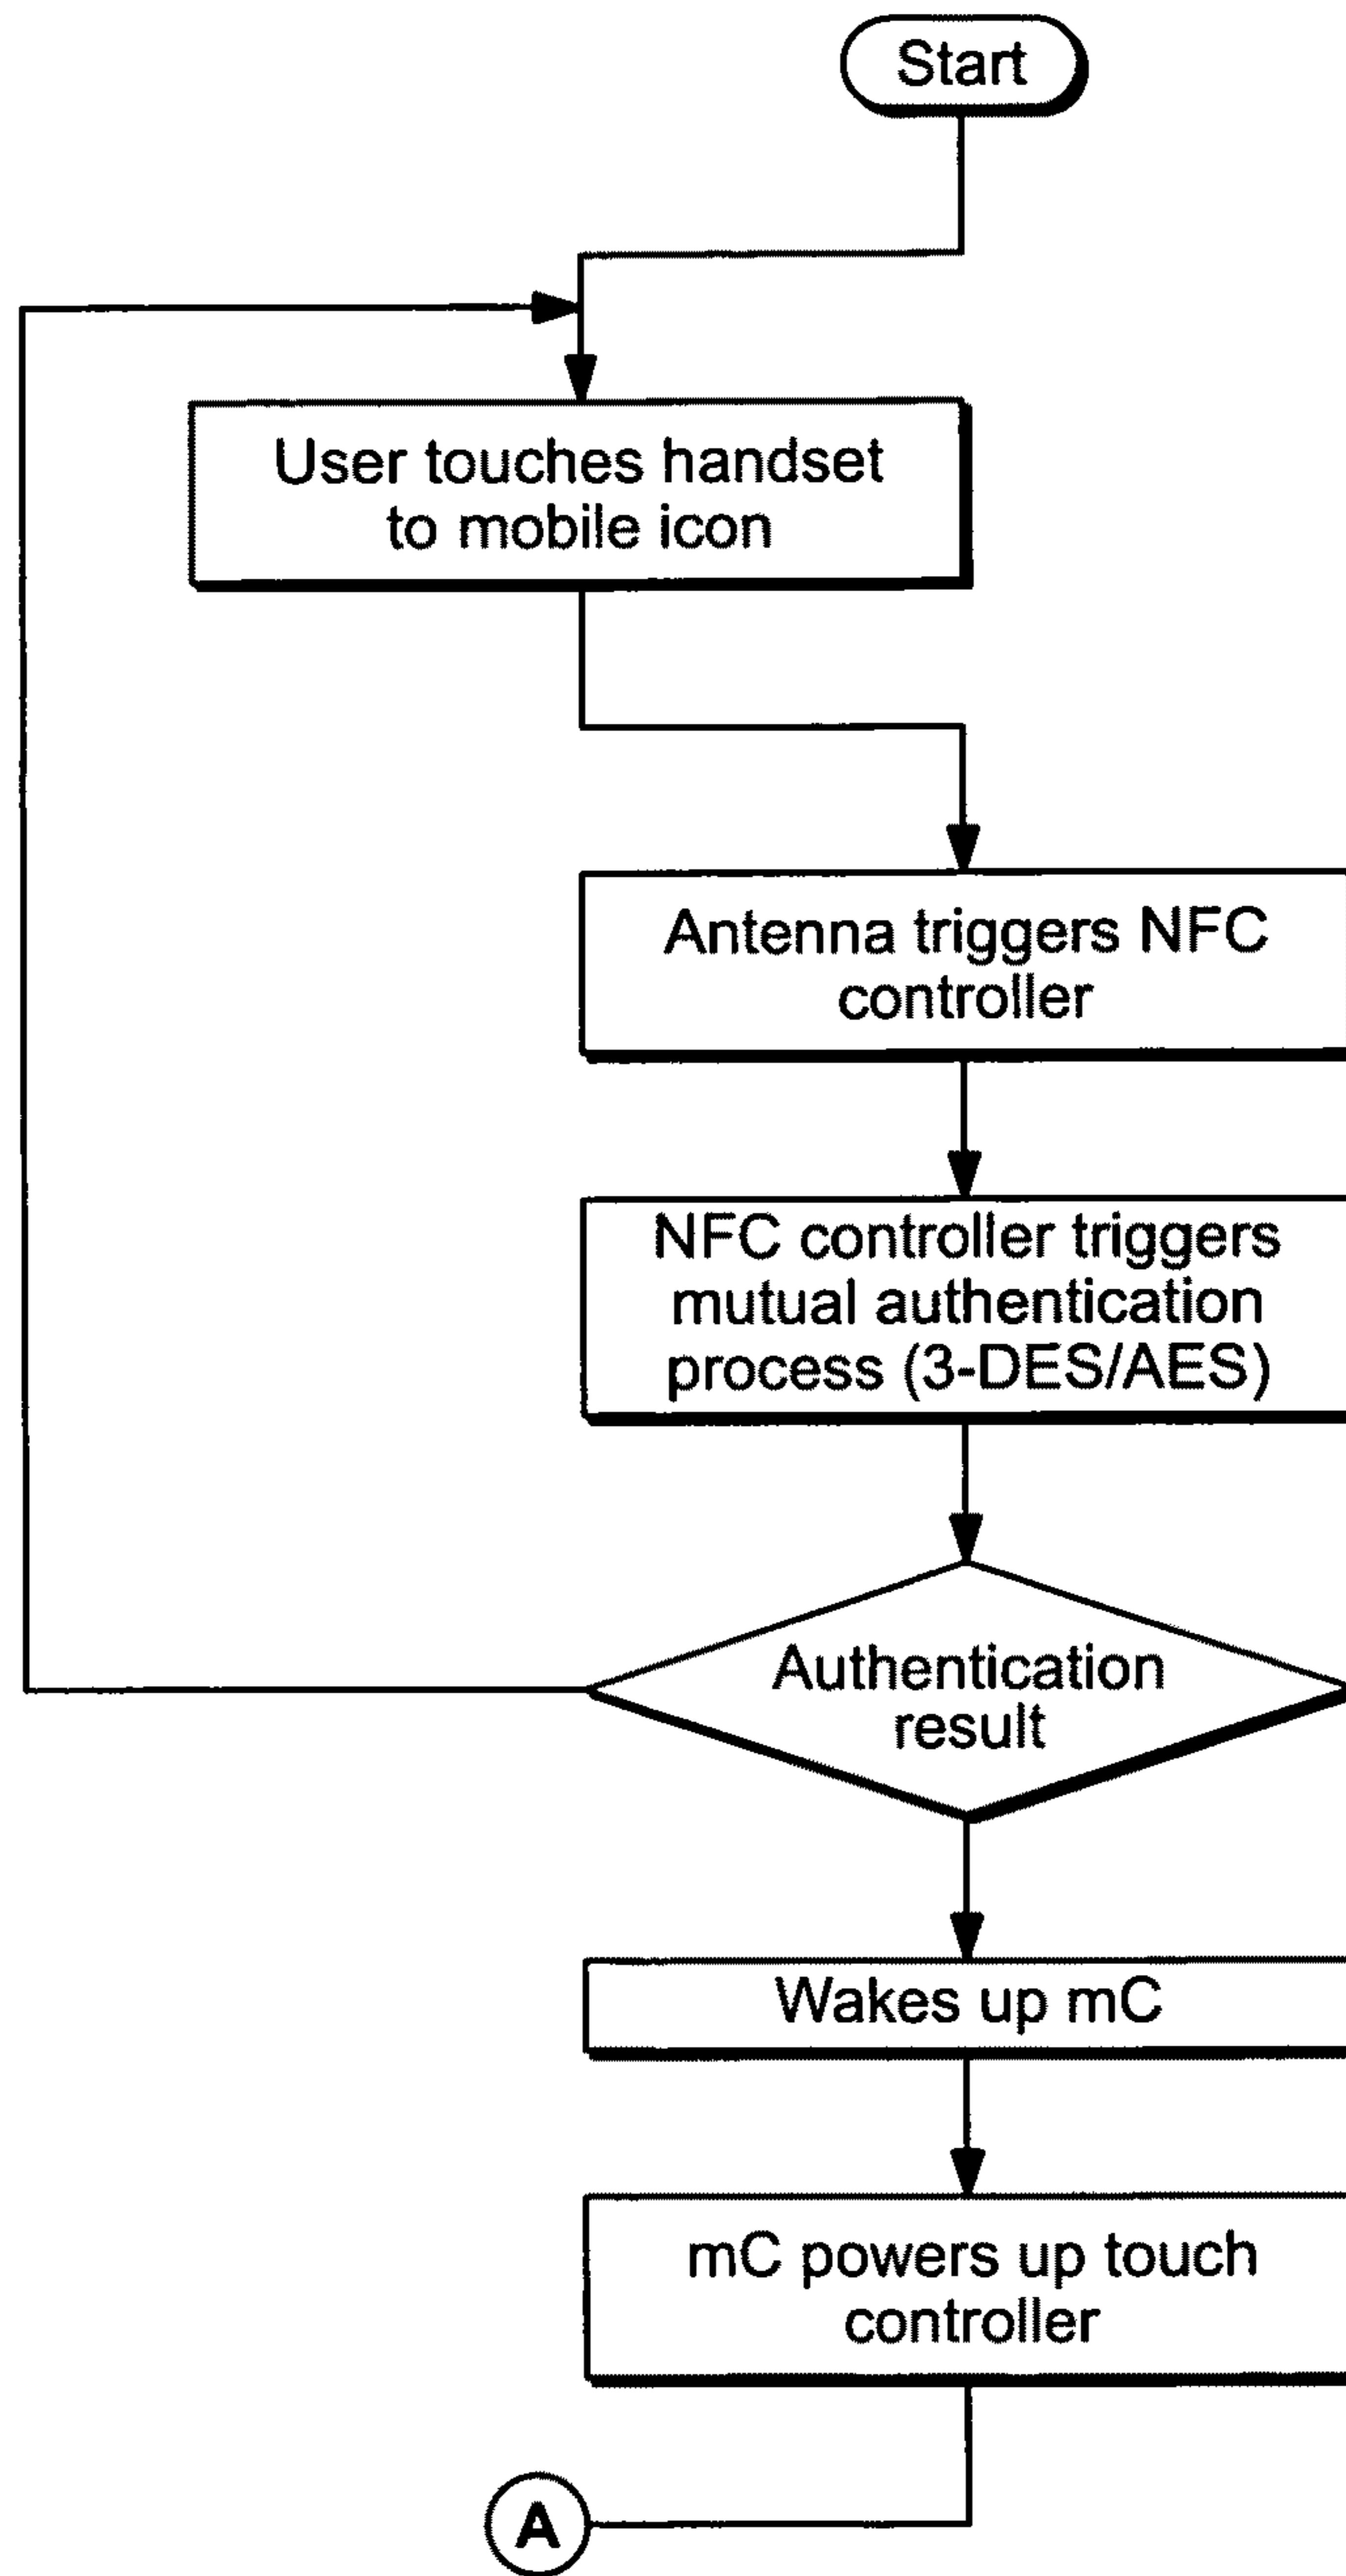 Start
User touches handset
to mobile icon
Antenna triggers NFC
controller
NFC controller triggers
mutual authentication
process (3-DES/AES)
Authentication
result
Wakes up mC
mC powers up touch
controller
A